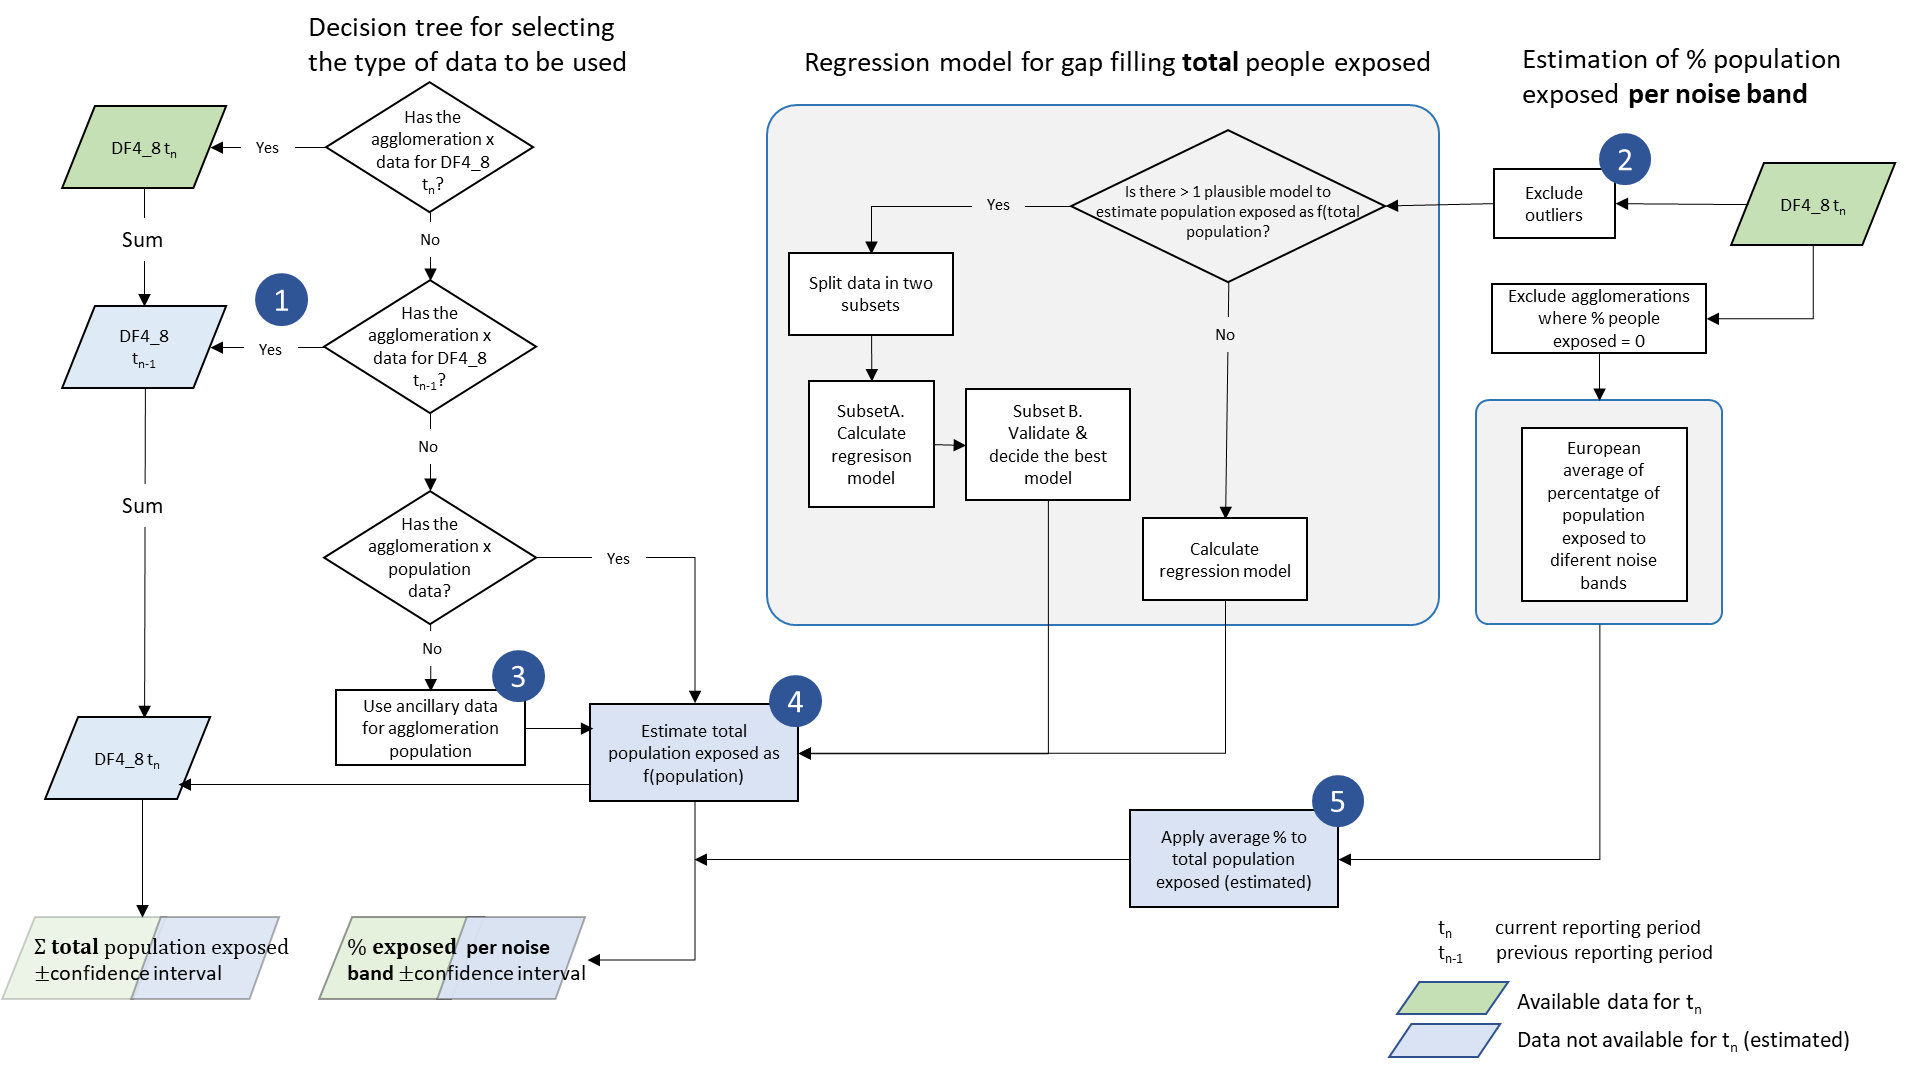 Decision tree for selecting
the type of data to be used
Has the
agglomeration x
data for DF4_8
tn?
Yes
DF4_8 tn
No
Sum
1
Has the
agglomeration x
data for DF4_8
tn-1?
Yes
DF4_8
tn-1
No
Sum
Has the
agglomeration x
population
data?
Yes
No
3
Use ancillary data
for agglomeration
population
4
Estimate total
population exposed as
f(population)
DF4_8 tn
Σ total population exposed
±confidence interval
% exposed per noise
band ±confidence interval
Regression model for gap filling total people exposed
Is there > 1 plausible model to
estimate population exposed as f(total
population?
Yes
No
Split data in two
subsets
SubsetA.
Calculate
regresison
model
Subset B.
Validate &
decide the best
model
Calculate
regression model
Estimation of % population
exposed per noise band
2
Exclude
outliers
DF4_8 tn
Exclude agglomerations
where % people
exposed = 0
European
average of
percentatge of
population
exposed to
diferent noise
bands
5
Apply average % to
total population
exposed (estimated)
tn current reporting period
tn-1 previous reporting period
Available data for tn
Data not available for tn (estimated)